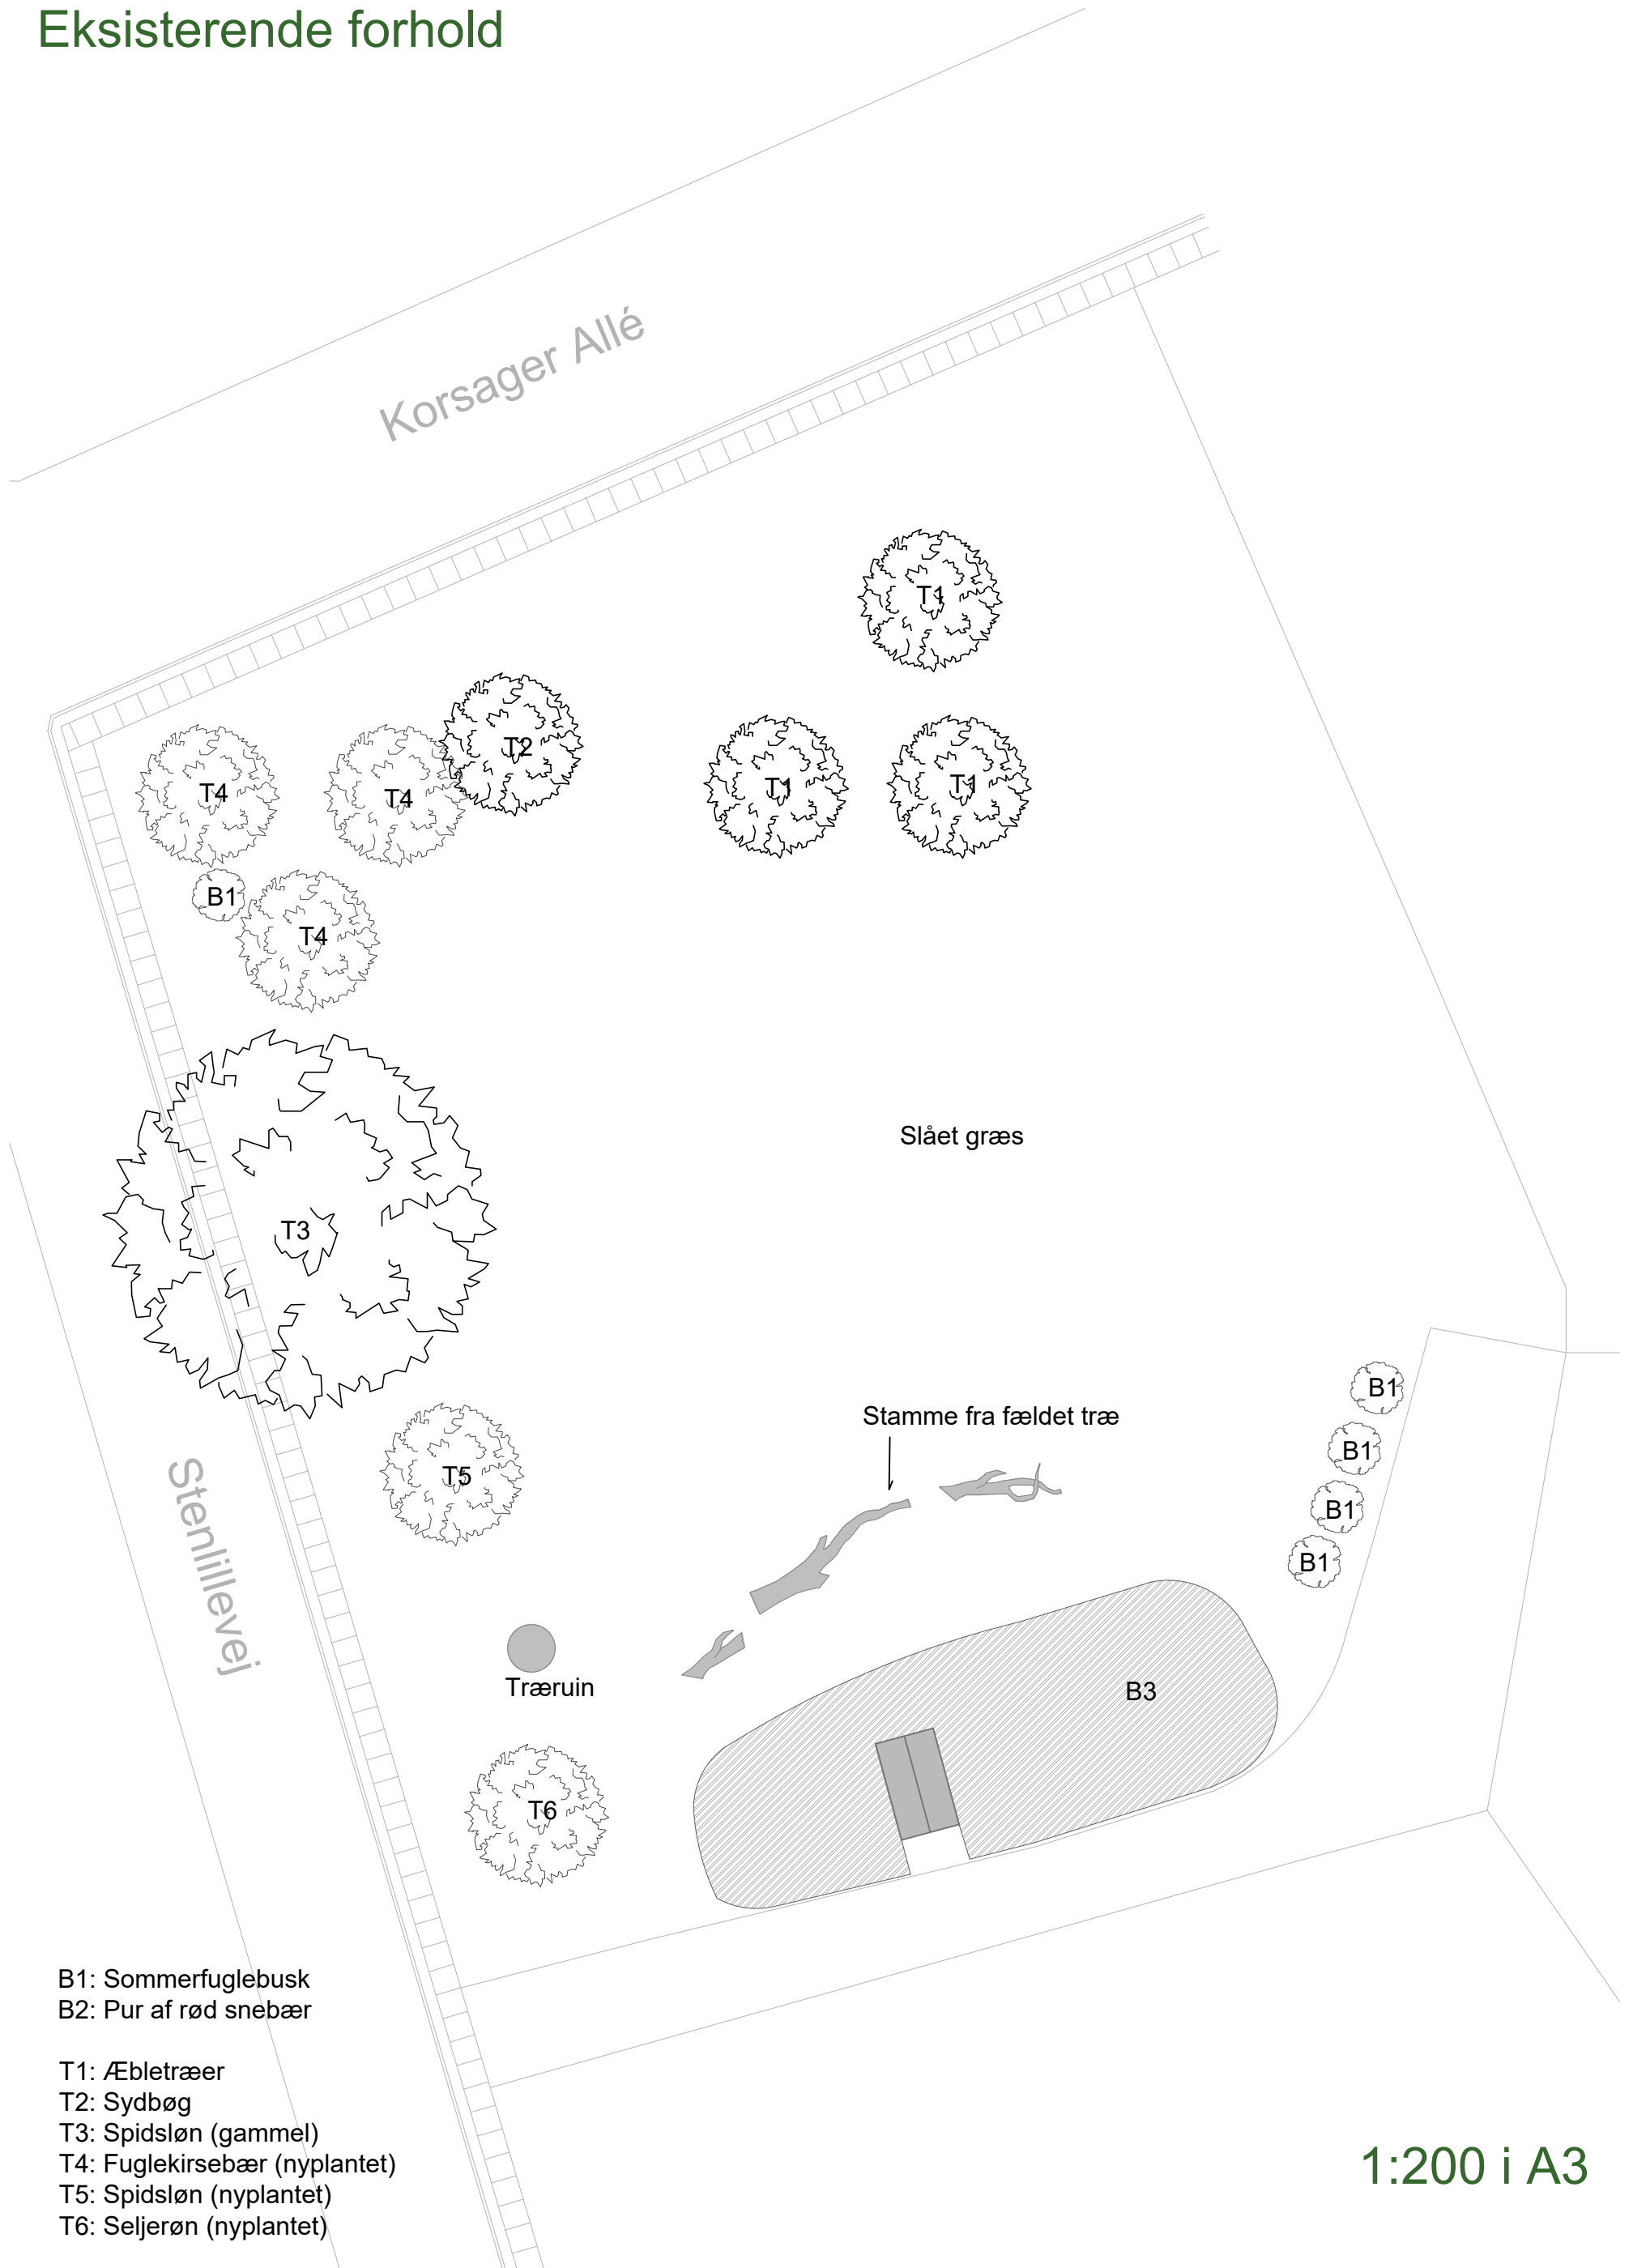 Eksisterende forhold
Korsager Allé
T1
T2
T4
T4
T1
T1
B1
T4
Slået græs
T3
B1
Stamme fra fældet træ
B1
T5
B1
B1
Stenlillevej
Træruin
B3
T6
B1: Sommerfuglebusk
B2: Pur af rød snebær
T1: Æbletræer
T2: Sydbøg
T3: Spidsløn (gammel)
T4: Fuglekirsebær (nyplantet)
T5: Spidsløn (nyplantet)
T6: Seljerøn (nyplantet)
1:200 i A3